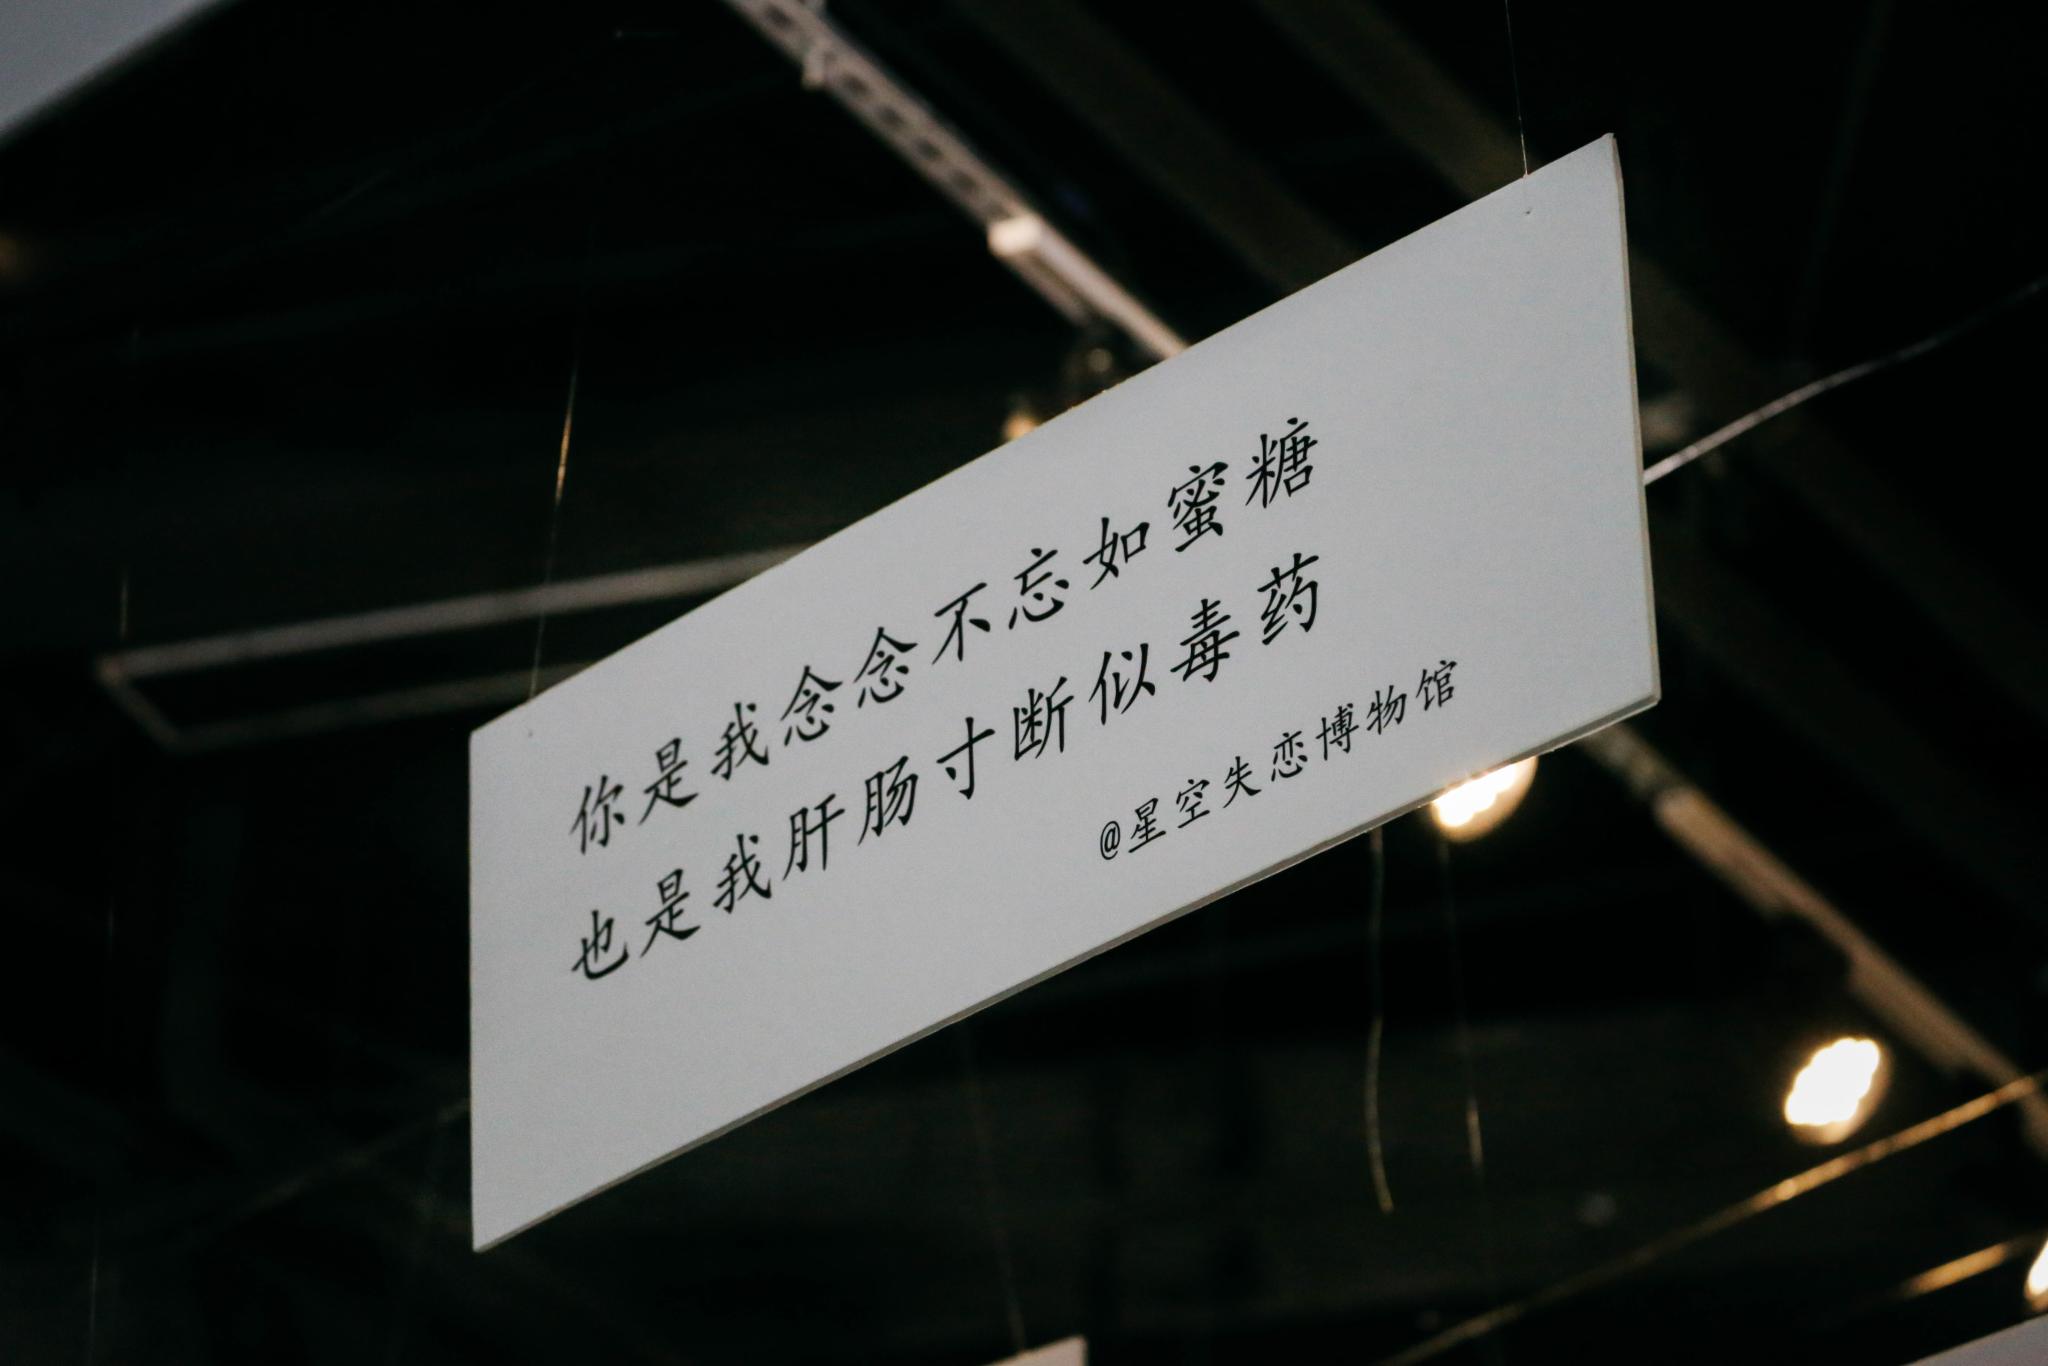 你是我念念不忘如蜜糖
也是我肝肠寸断似毒药
@星空失恋博物馆